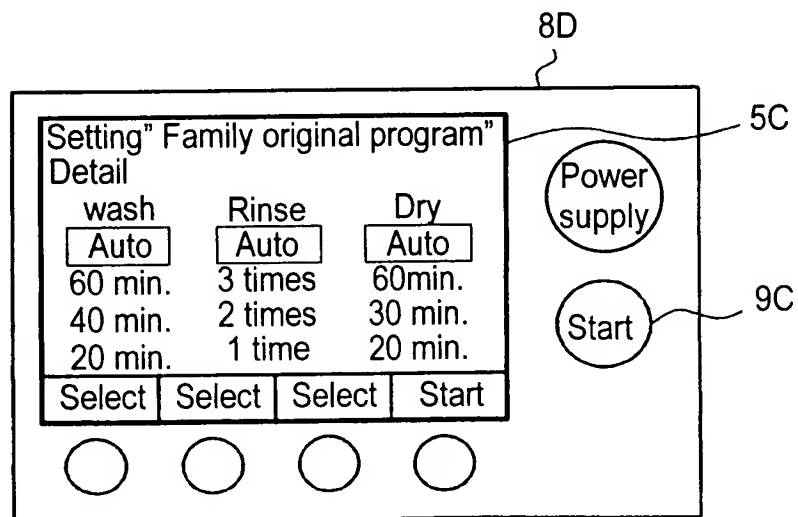 8D
Setting” Family original program”
Detail
5C
wash Rinse Dry
Auto Auto Auto
60 min. 3 times 60min.
40 min. 2 times 30 min.
20 min. 1 time 20 min.
Select Select Select Start
Power
supply
Start
9C